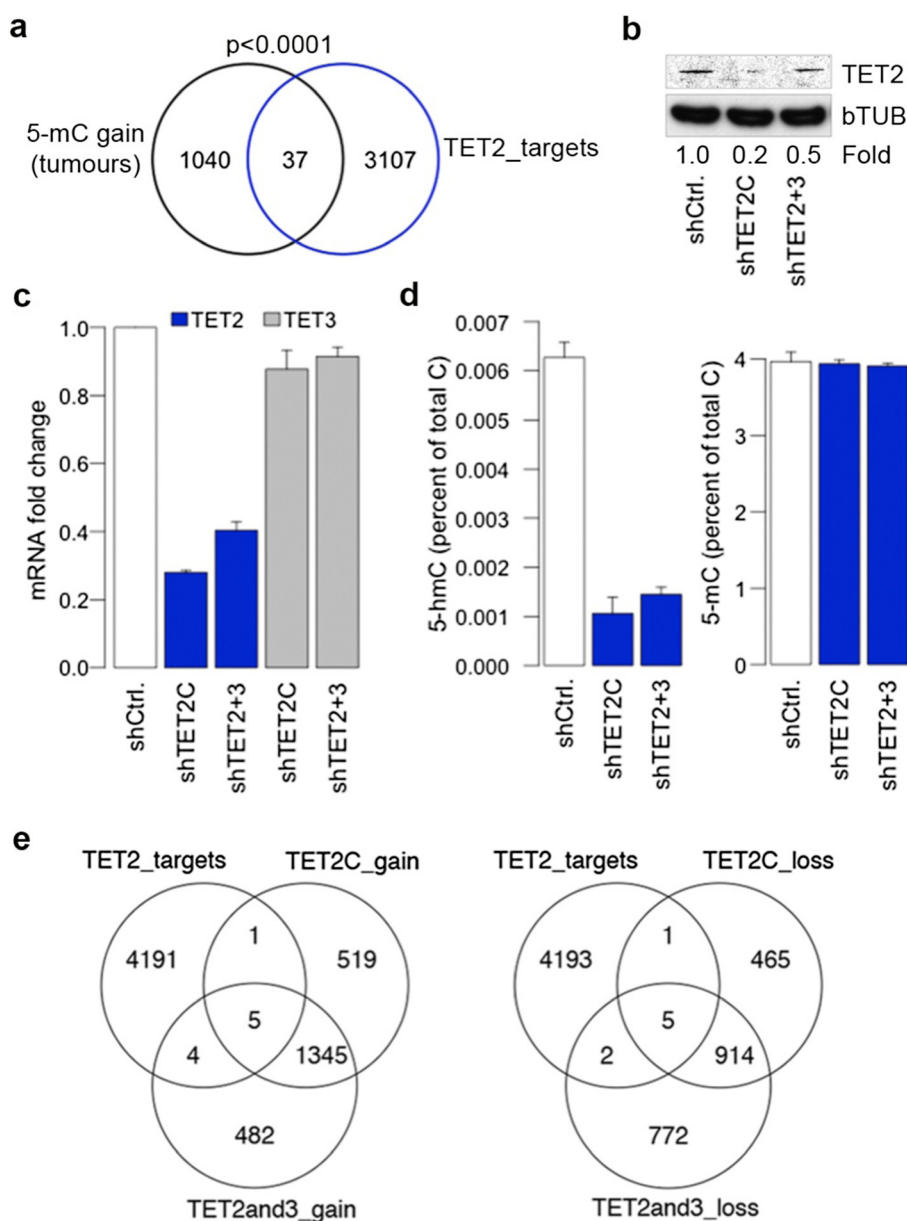 a
p<0.0001
5-mC gain
(tumours)
1040
37
3107
TET2_targets
b
TET2
bTUB
1.0 0.2 0.5 Fold
shCtrl.
shTET2C
shTET2+3
c
TET2 TET3
mRNA fold change
1.0
0.8
0.6
0.4
0.2
0.0
shCtrl.
shTET2C
shTET2+3
shTET2C
shTET2+3
d
5-hmC (percent of total C)
0.007
0.006
0.005
0.004
0.003
0.002
0.001
0.000
shCtrl.
shTET2C
shTET2+3
5-mC (percent of total C)
4
3
2
1
0
shCtrl.
shTET2C
shTET2+3
e
TET2_targets TET2C_gain
4191 1 519
5
4 1345
482
TET2and3_gain
TET2_targets TET2C_loss
4193 1 465
5
2 914
772
TET2and3_loss